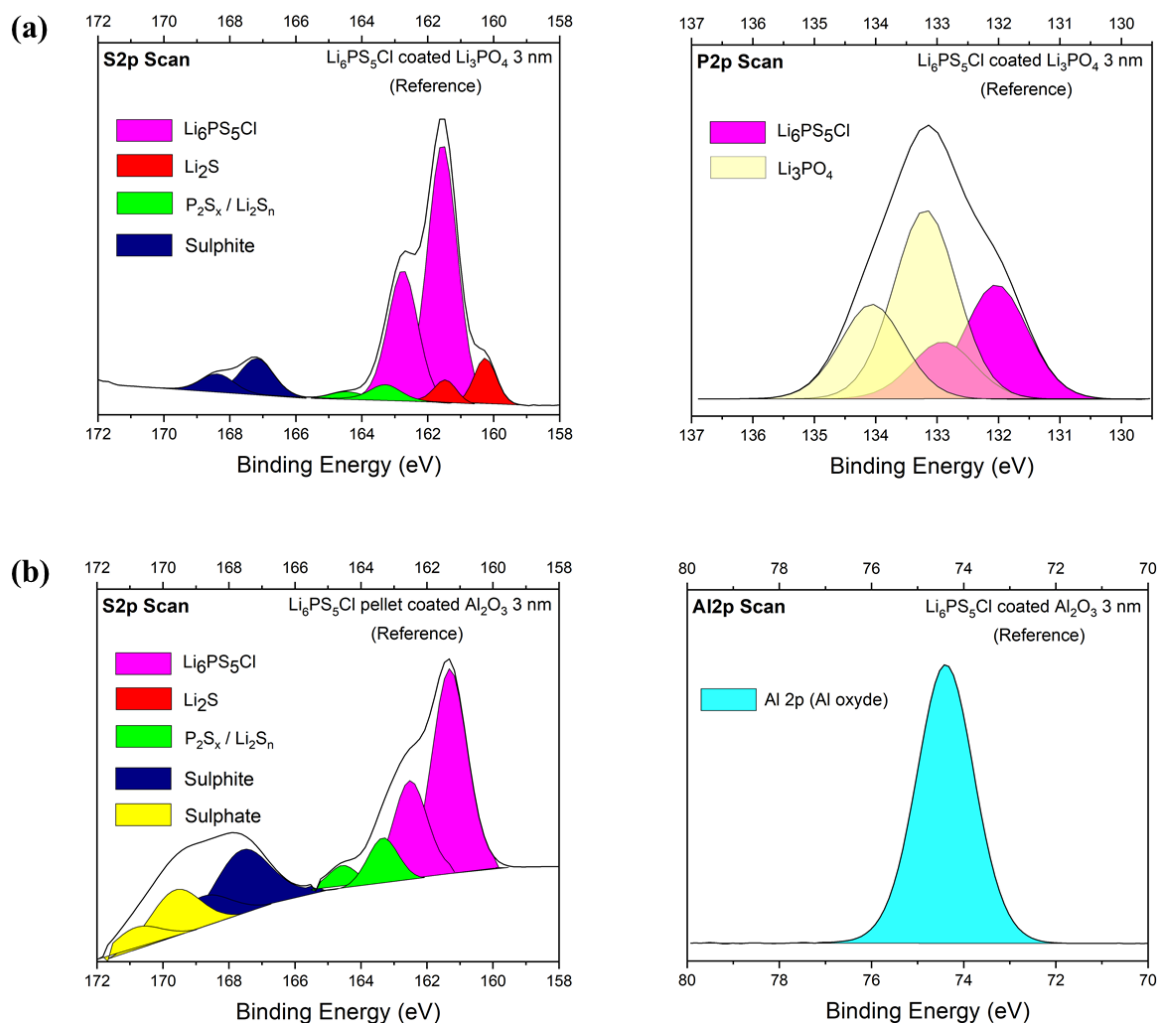 (a)
172 170 168 166 164 162 160 158
S2p Scan
Li₆PS₅Cl coated Li₃PO₄ 3 nm
(Reference)
Li₆PS₅Cl
Li₂S
P₂Sₓ / Li₂Sₙ
Sulphite
172 170 168 166 164 162 160 158
Binding Energy (eV)
137 136 135 134 133 132 131 130
P2p Scan
Li₆PS₅Cl coated Li₃PO₄ 3 nm
(Reference)
Li₆PS₅Cl
Li₃PO₄
137 136 135 134 133 132 131 130
Binding Energy (eV)
(b)
172 170 168 166 164 162 160 158
S2p Scan
Li₆PS₅Cl pellet coated Al₂O₃ 3 nm
(Reference)
Li₆PS₅Cl
Li₂S
P₂Sₓ / Li₂Sₙ
Sulphite
Sulphate
172 170 168 166 164 162 160 158
Binding Energy (eV)
80 78 76 74 72 70
Al2p Scan
Li₆PS₅Cl coated Al₂O₃ 3 nm
(Reference)
Al 2p (Al oxyde)
80 78 76 74 72 70
Binding Energy (eV)